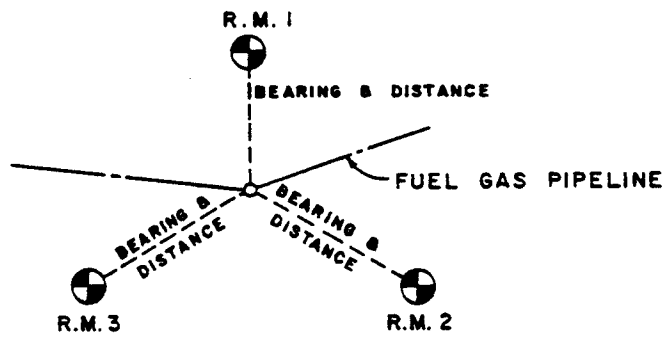 R.M.1
BEARING & DISTANCE
FUEL GAS PIPELINE
BEARING &
DISTANCE
BEARING &
DISTANCE
R.M.3
R.M.2